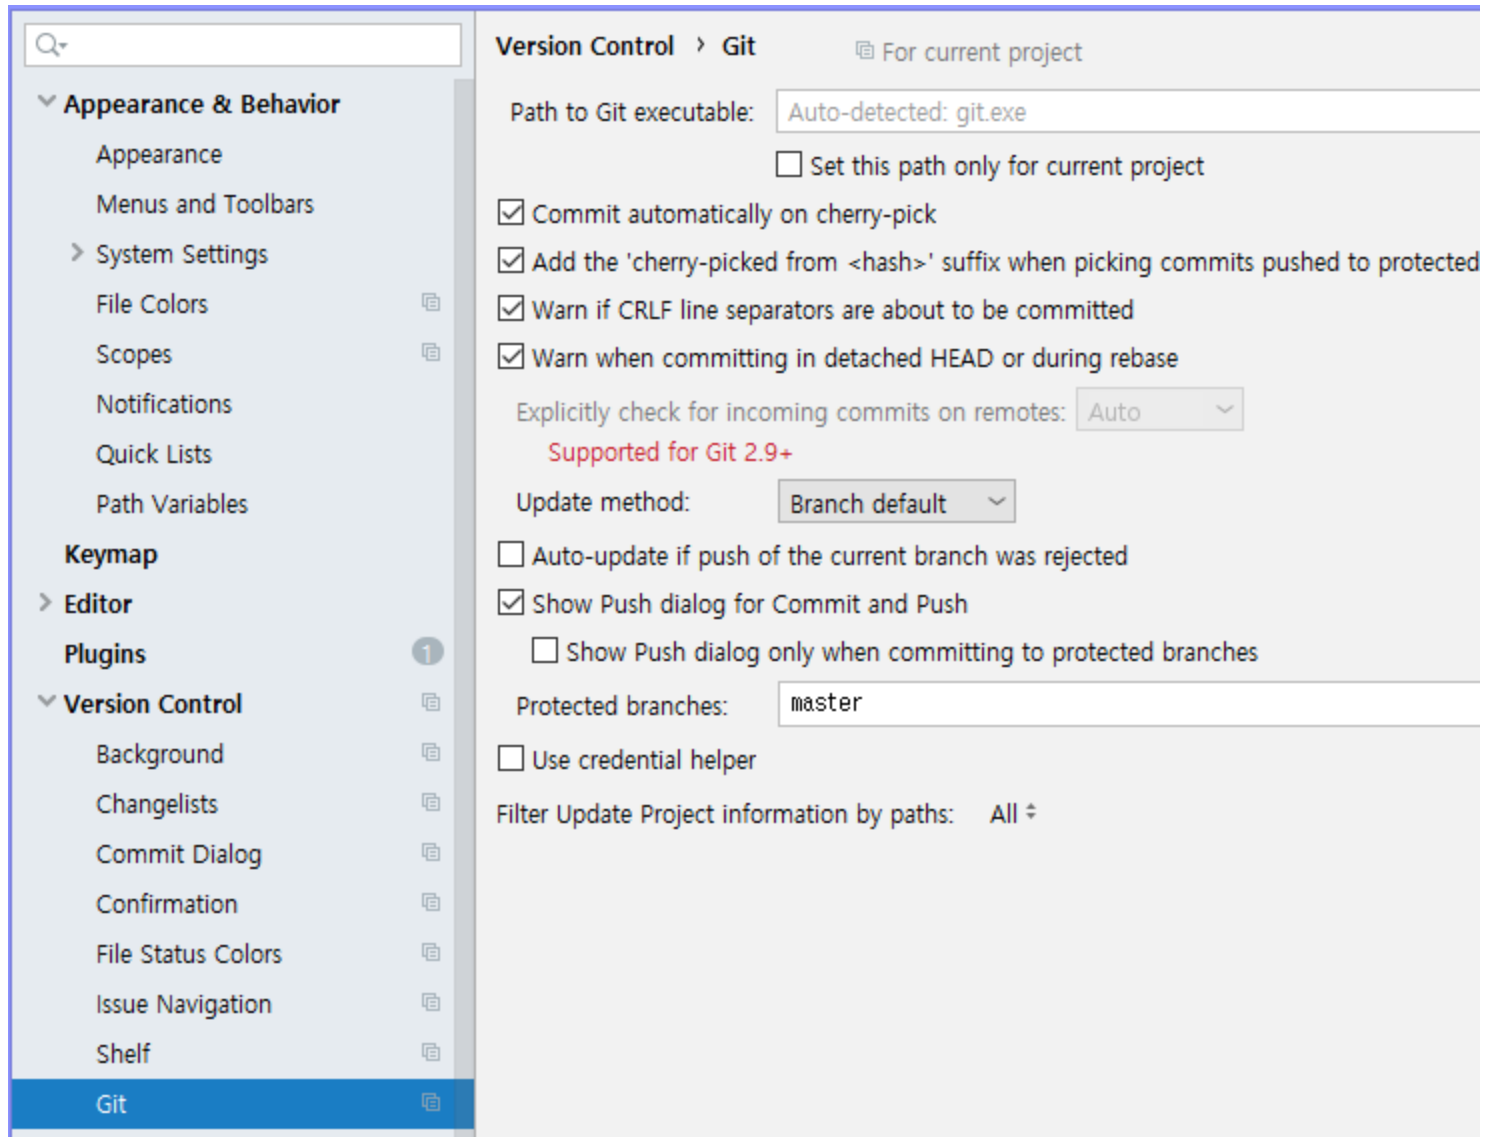 Appearance & Behavior
Appearance
Menus and Toolbars
System Settings
File Colors
Scopes
Notifications
Quick Lists
Path Variables
Keymap
Editor
Plugins 1
Version Control
Background
Changelists
Commit Dialog
Confirmation
File Status Colors
Issue Navigation
Shelf
Git
Version Control › Git For current project
Path to Git executable: Auto-detected: git.exe
Set this path only for current project
Commit automatically on cherry-pick
Add the 'cherry-picked from <hash>' suffix when picking commits pushed to protected
Warn if CRLF line separators are about to be committed
Warn when committing in detached HEAD or during rebase
Explicitly check for incoming commits on remotes: Auto
Supported for Git 2.9+
Update method: Branch default
Auto-update if push of the current branch was rejected
Show Push dialog for Commit and Push
Show Push dialog only when committing to protected branches
Protected branches: master
Use credential helper
Filter Update Project information by paths: All